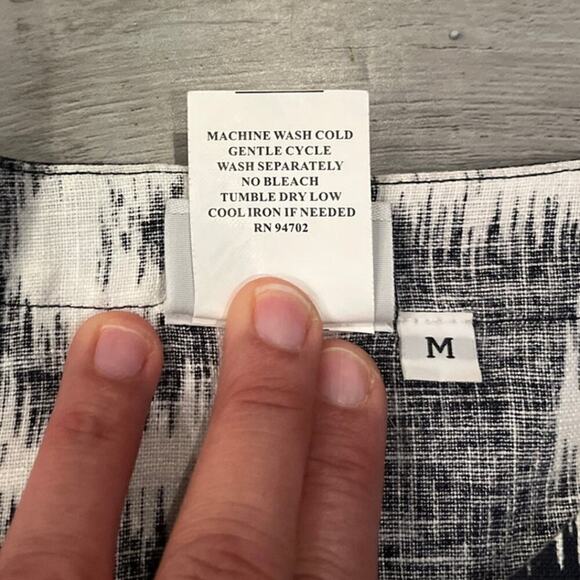 MACHINE WASH COLD
GENTLE CYCLE
WASH SEPARATELY
NO BLEACH
TUMBLE DRY LOW
COOL IRON IF NEEDED
RN 94702
M